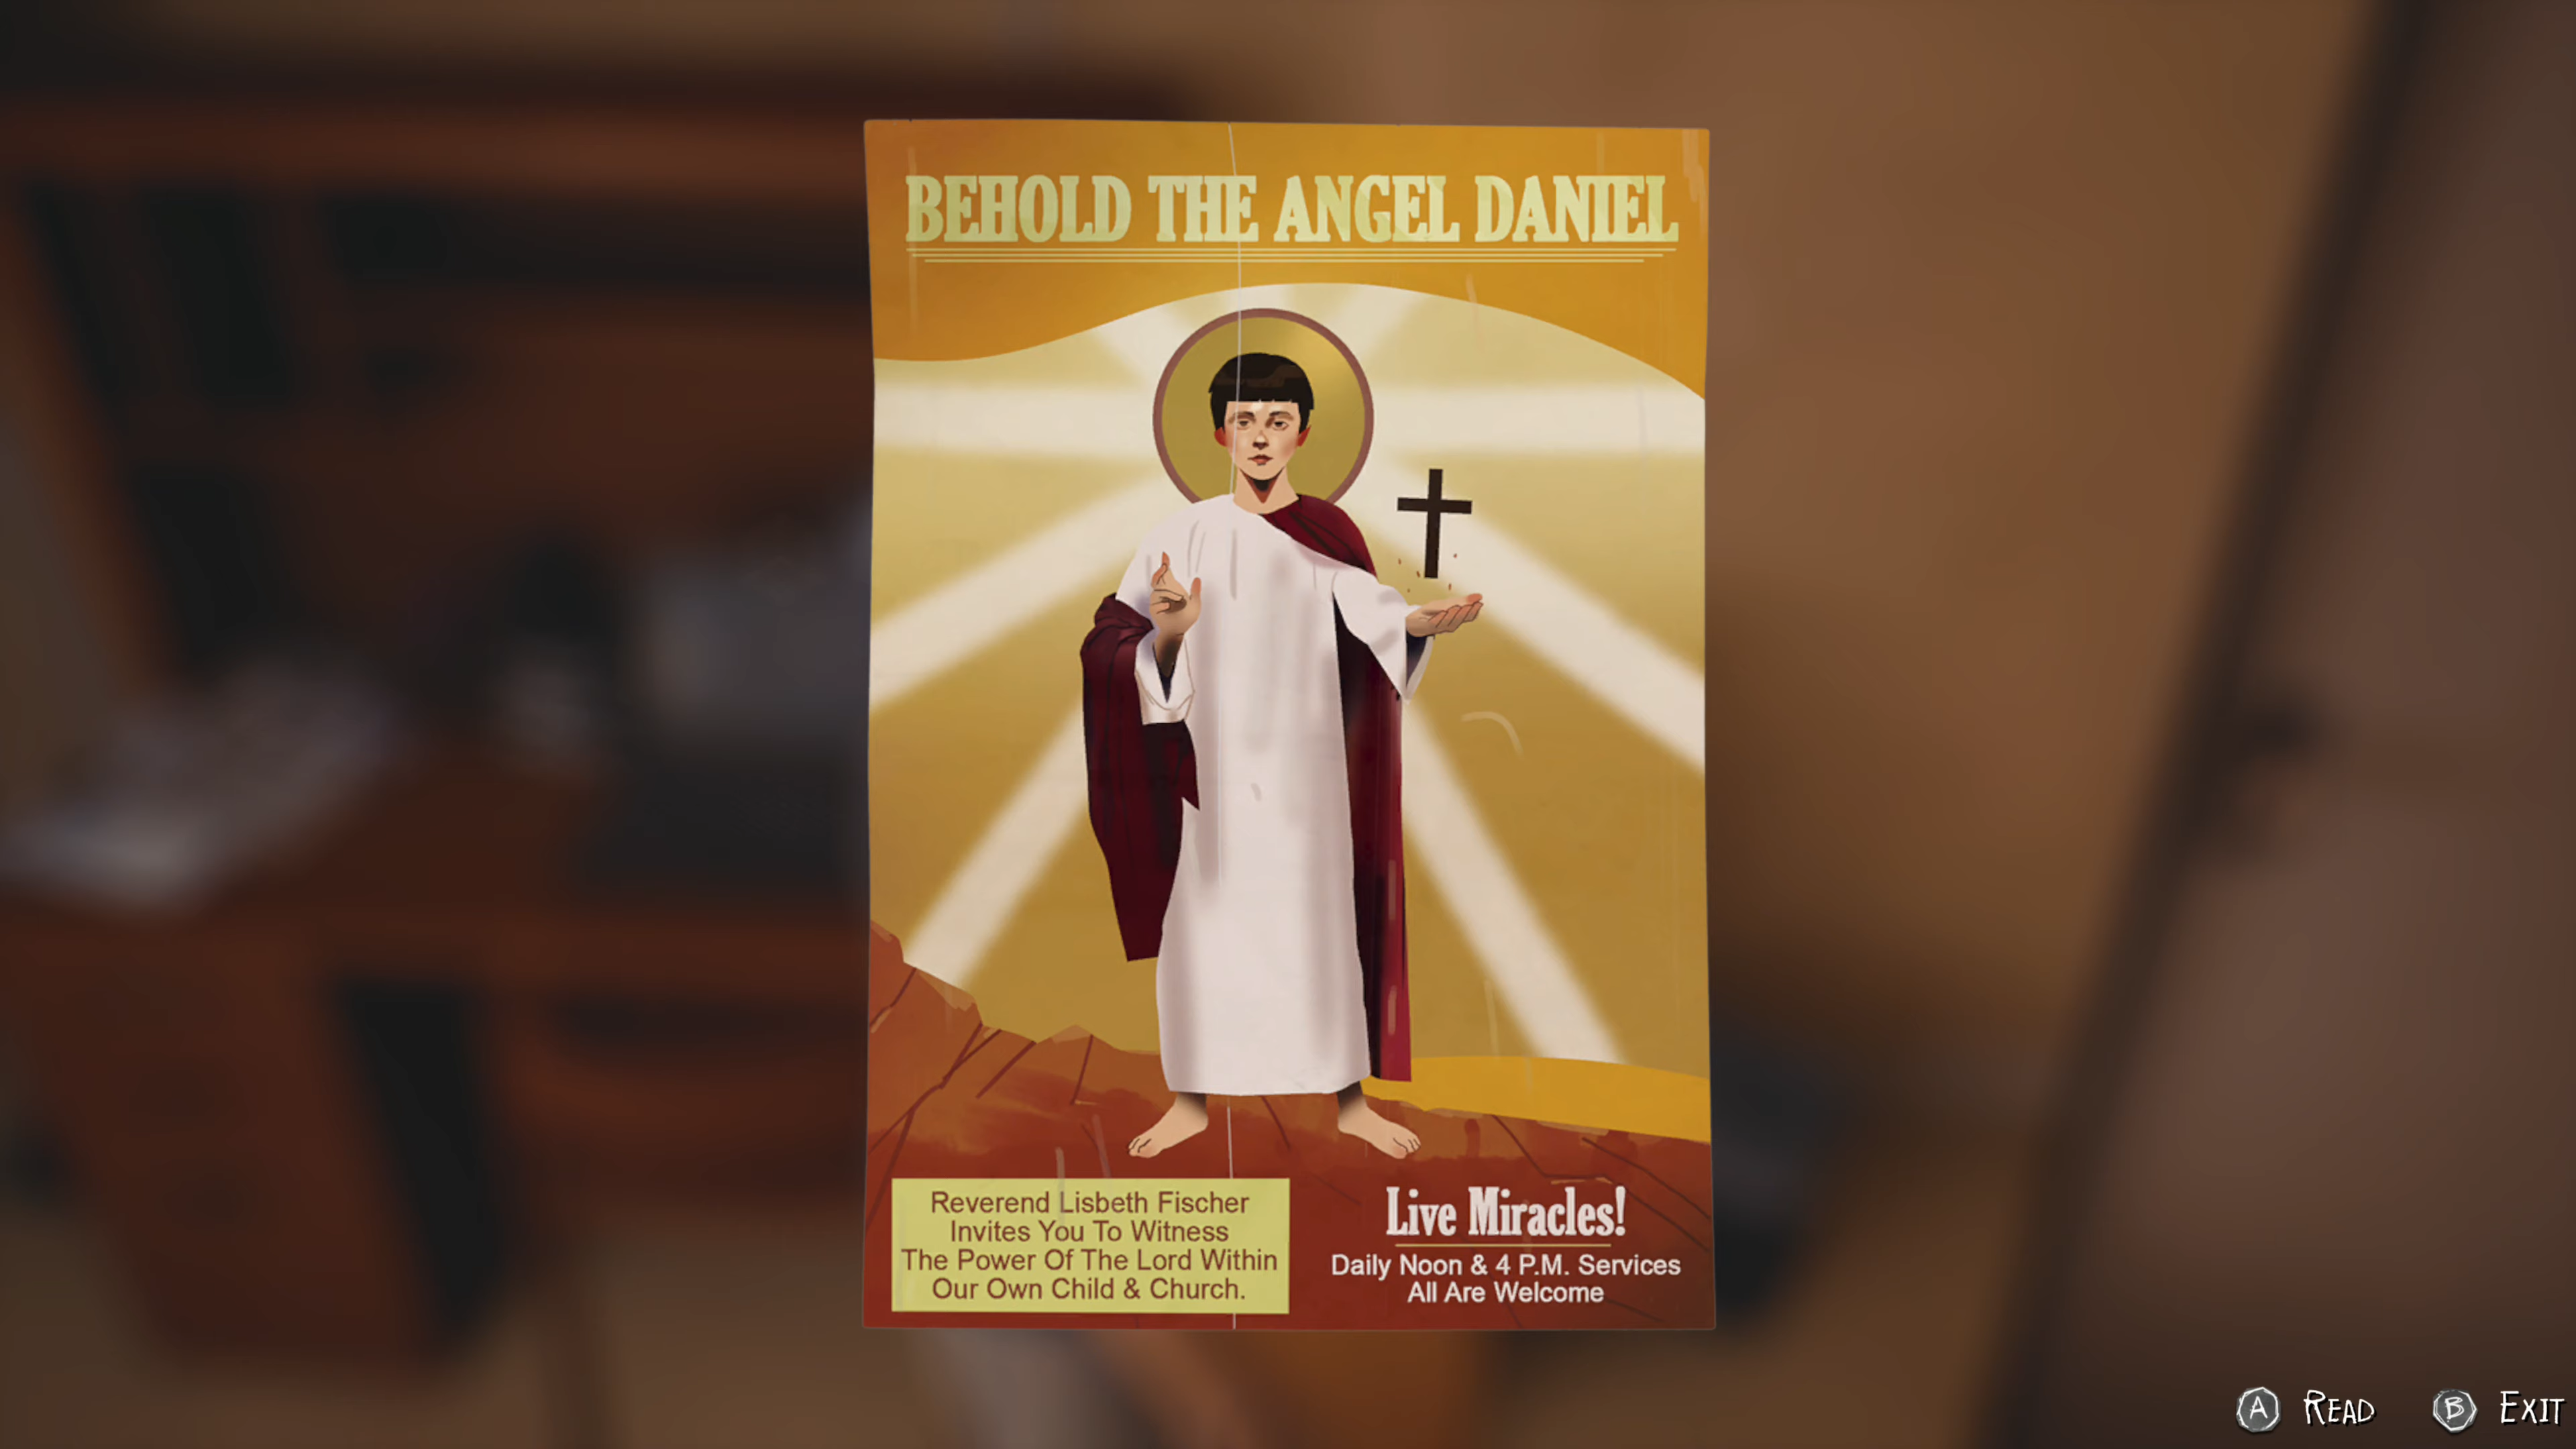 BEHOLD THE ANGEL DANIEL
Reverend Lisbeth Fischer
Invites You To Witness
The Power Of The Lord Within
Our Own Child & Church.
Live Miracles!
Daily Noon & 4 P.M. Services
All Are Welcome
A READ B EXIT